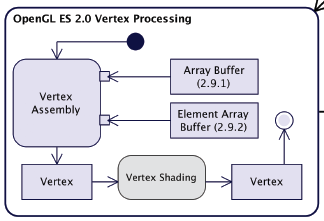 OpenGL ES 2.0 Vertex Processing
Array Buffer
(2.9.1)
Vertex
Assembly
Element Array
Buffer (2.9.2)
Vertex
Vertex Shading
Vertex